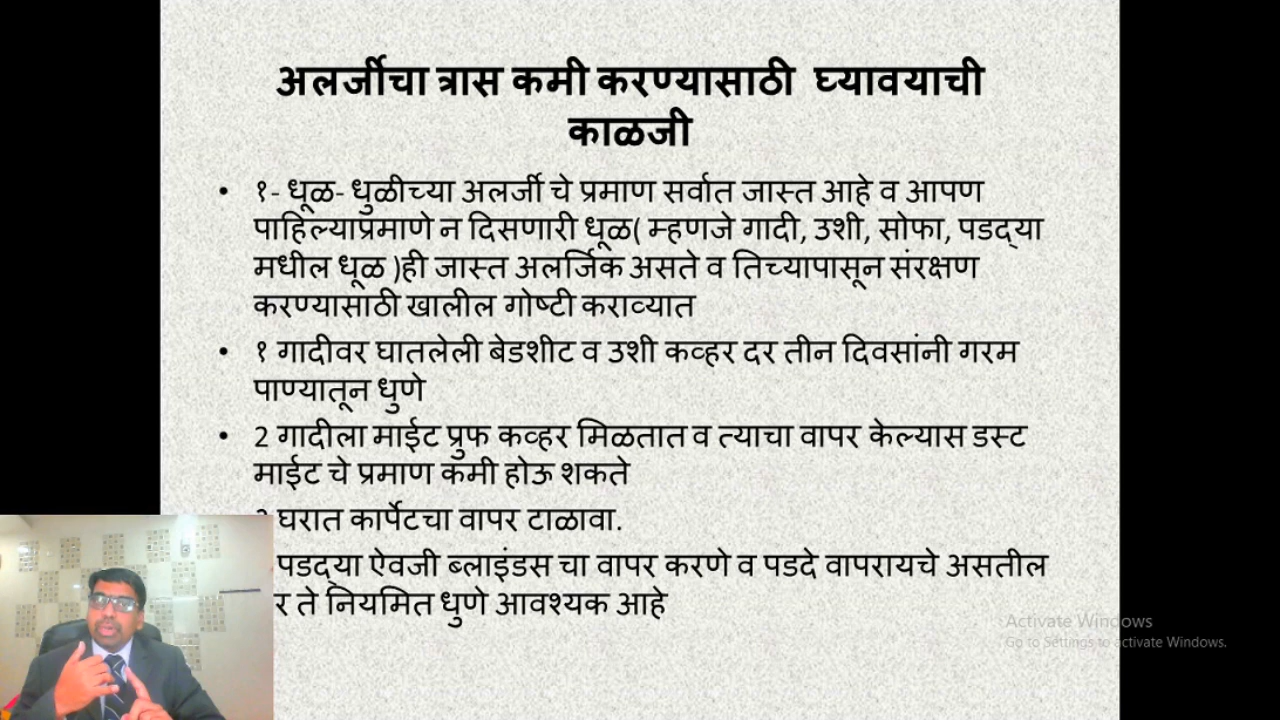 अलर्जीचा त्रास कमी करण्यासाठी घ्यावयाची
काळजी
• १- धूळ- धुळीच्या अलर्जी चे प्रमाण सर्वात जास्त आहे व आपण
पाहिल्याप्रमाणे न दिसणारी धूळ( म्हणजे गादी, उशी, सोफा, पडद्या
मधील धूळ )ही जास्त अलर्जिक असते व तिच्यापासून संरक्षण
करण्यासाठी खालील गोष्टी कराव्यात
• १ गादीवर घातलेली बेडशीट व उशी कव्हर दर तीन दिवसांनी गरम
पाण्यातून धुणे
• 2 गादीला माईट प्रुफ कव्हर मिळतात व त्याचा वापर केल्यास डस्ट
माईट चे प्रमाण कमी होऊ शकते
घरात कार्पेटचा वापर टाळावा.
पडद्या ऐवजी ब्लाइंडस चा वापर करणे व पडदे वापरायचे असतील
र ते नियमित धुणे आवश्यक आहे
Activate Windows
Go to Settings to activate Windows.